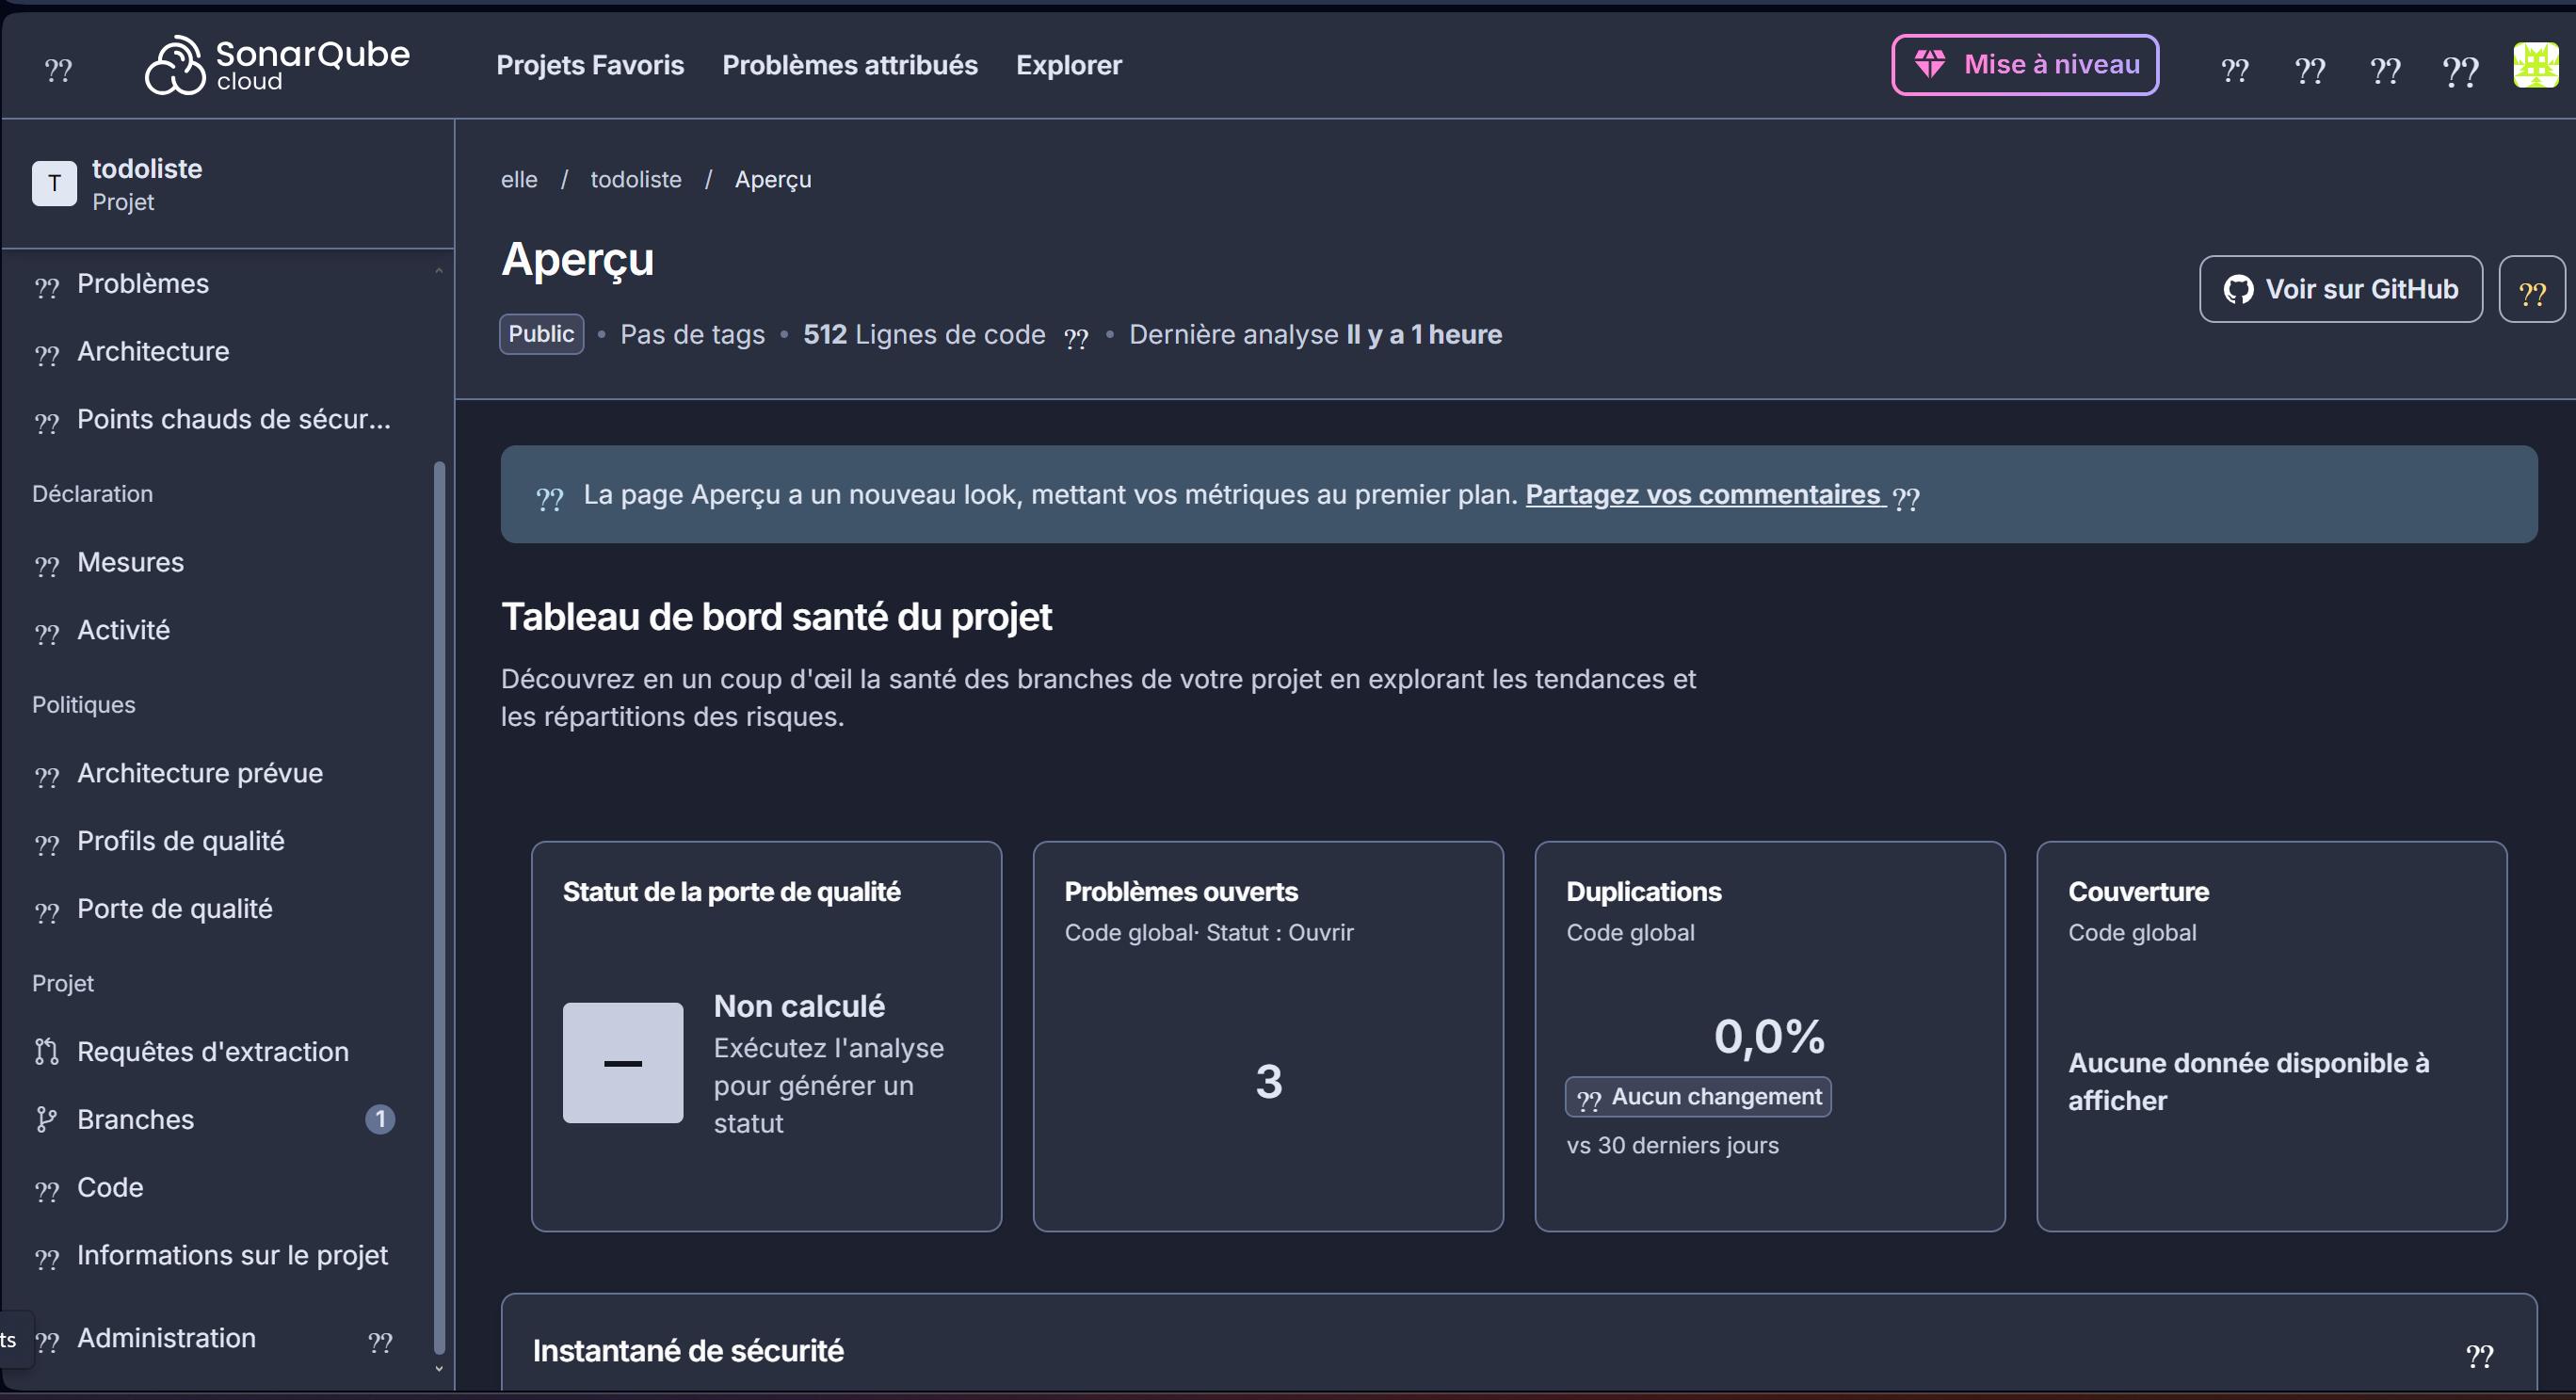 ??
SonarQube
cloud
Projets Favoris
Problèmes attribués
Explorer
Mise à niveau
??
??
??
??
T
todoliste
Projet
?? Problèmes
?? Architecture
?? Points chauds de sécur...
Déclaration
?? Mesures
?? Activité
Politiques
?? Architecture prévue
?? Profils de qualité
?? Porte de qualité
Projet
Requêtes d'extraction
Branches 1
?? Code
?? Informations sur le projet
ts
?? Administration ??
elle / todoliste / Aperçu
Aperçu
Public • Pas de tags • 512 Lignes de code ?? • Dernière analyse Il y a 1 heure
Voir sur GitHub
??
?? La page Aperçu a un nouveau look, mettant vos métriques au premier plan. Partagez vos commentaires ??
Tableau de bord santé du projet
Découvrez en un coup d'œil la santé des branches de votre projet en explorant les tendances et
les répartitions des risques.
Statut de la porte de qualité
Non calculé
Exécutez l'analyse
pour générer un
statut
Problèmes ouverts
Code global· Statut : Ouvrir
3
Duplications
Code global
0,0%
?? Aucun changement
vs 30 derniers jours
Couverture
Code global
Aucune donnée disponible à
afficher
Instantané de sécurité
??